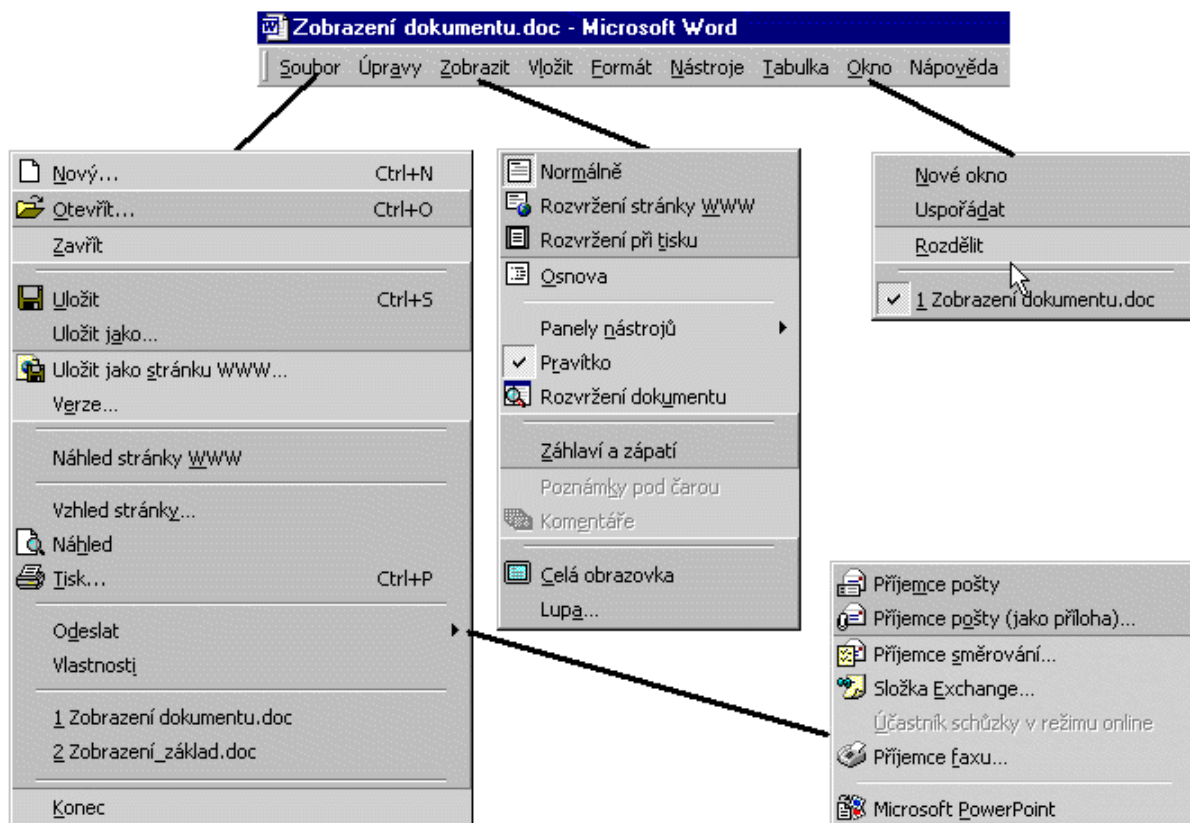 Zobrazení dokumentu.doc - Microsoft Word
Soubor Úpravy Zobrazit Vložit Formát Nástroje Tabulka Okno Nápověda
Nový... Ctrl+N
Otevřít... Ctrl+O
Zavřít
Uložit Ctrl+S
Uložit jako...
Uložit jako stránku WWW...
Verze...
Náhled stránky WWW
Vzhled stránky...
Náhled
Tisk... Ctrl+P
Odeslat
Vlastnosti
1 Zobrazení dokumentu.doc
2 Zobrazení_základ.doc
Konec
Normálně
Rozvržení stránky WWW
Rozvržení při tisku
Osnova
Panely nástrojů
Pravítko
Rozvržení dokumentu
Záhlaví a zápatí
Poznámky pod čarou
Komentáře
Celá obrazovka
Lupa...
Nové okno
Uspořádat
Rozdělit
1 Zobrazení dokumentu.doc
Příjemce pošty
Příjemce pošty (jako příloha)...
Příjemce směrování...
Složka Exchange...
Účastník schůzky v režimu online
Příjemce faxu...
Microsoft PowerPoint